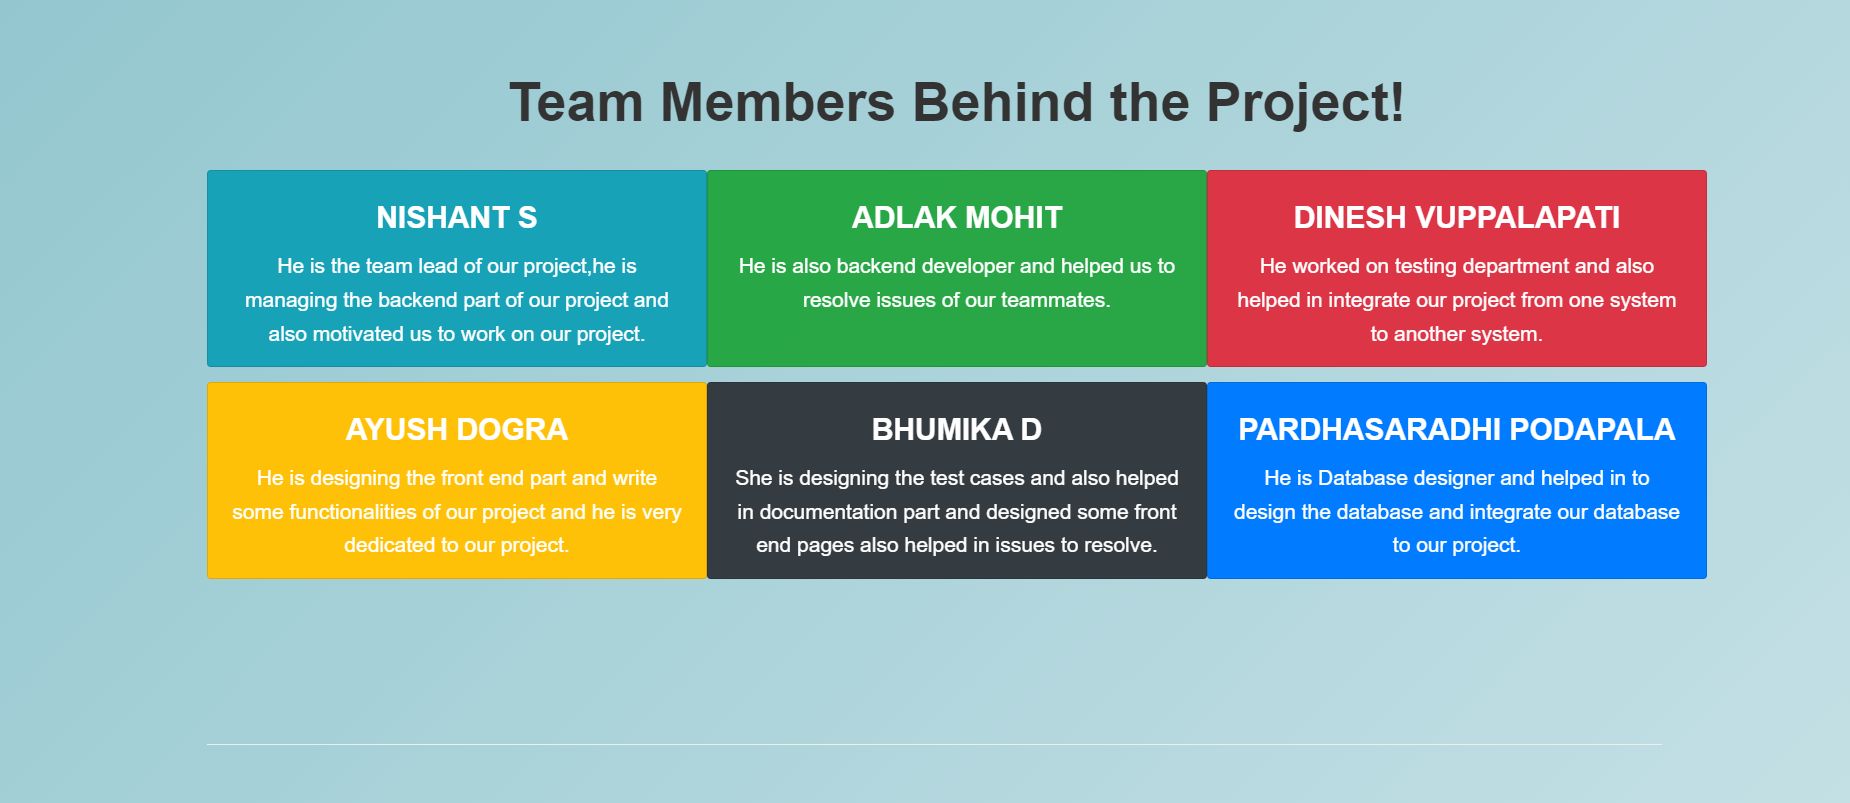 Team Members Behind the Project!
NISHANT S
He is the team lead of our project,he is
managing the backend part of our project and
also motivated us to work on our project.
ADLAK MOHIT
He is also backend developer and helped us to
resolve issues of our teammates.
DINESH VUPPALAPATI
He worked on testing department and also
helped in integrate our project from one system
to another system.
AYUSH DOGRA
He is designing the front end part and write
some functionalities of our project and he is very
dedicated to our project.
BHUMIKA D
She is designing the test cases and also helped
in documentation part and designed some front
end pages also helped in issues to resolve.
PARDHASARADHI PODAPALA
He is Database designer and helped in to
design the database and integrate our database
to our project.